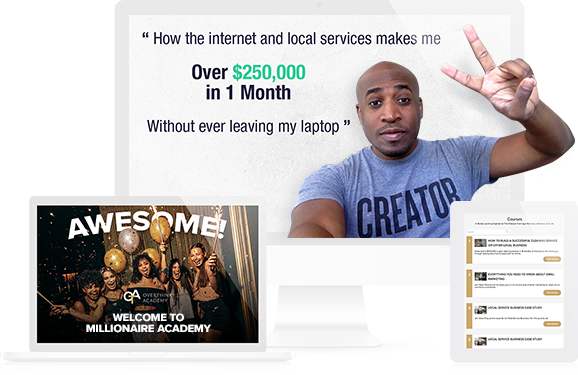 “ How the internet and local services makes me
Over $250,000
in 1 Month
Without ever leaving my laptop ”
CREATOR
AWESOME!
OA OVERTHINK
ACADEMY
WELCOME TO
MILLIONAIRE ACADEMY
Courses
HOW TO BUILD A SUCCESSFUL CLEANING SERVICE
OR OTHER LOCAL BUSINESS
EVERYTHING YOU NEED TO KNOW ABOUT EMAIL
MARKETING
LOCAL SERVICE BUSINESS CASE STUDY
LOCAL SERVICE BUSINESS CASE STUDY